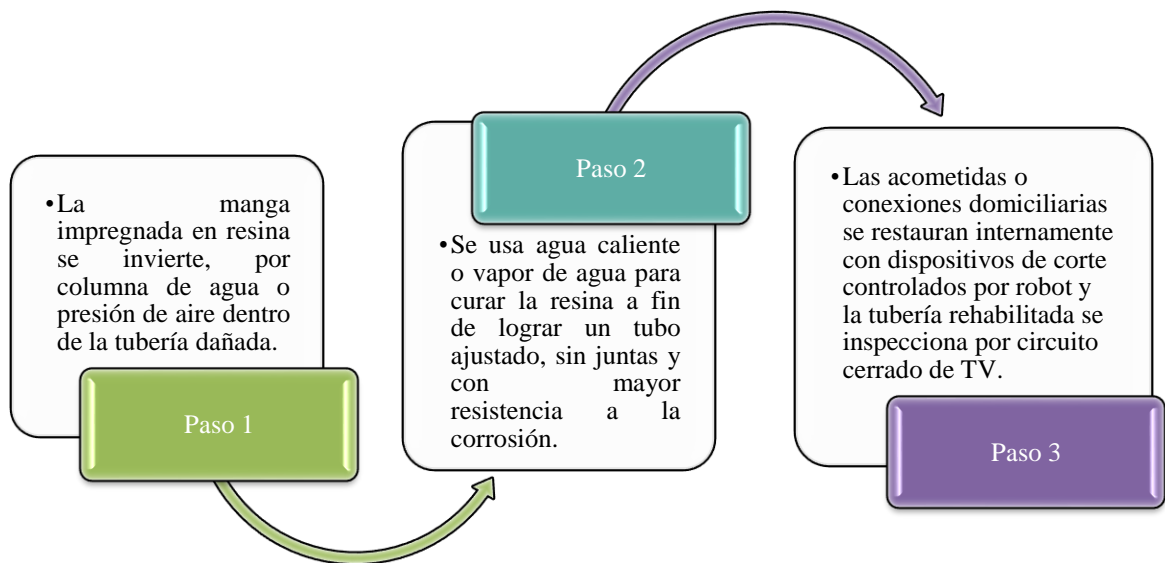 •La manga
impregnada en resina
se invierte, por
columna de agua o
presión de aire dentro
de la tubería dañada.
Paso 1
Paso 2
•Se usa agua caliente
o vapor de agua para
curar la resina a fin
de lograr un tubo
ajustado, sin juntas y
con mayor
resistencia a la
corrosión.
•Las acometidas o
conexiones domiciliarias
se restauran internamente
con dispositivos de corte
controlados por robot y
la tubería rehabilitada se
inspecciona por circuito
cerrado de TV.
Paso 3